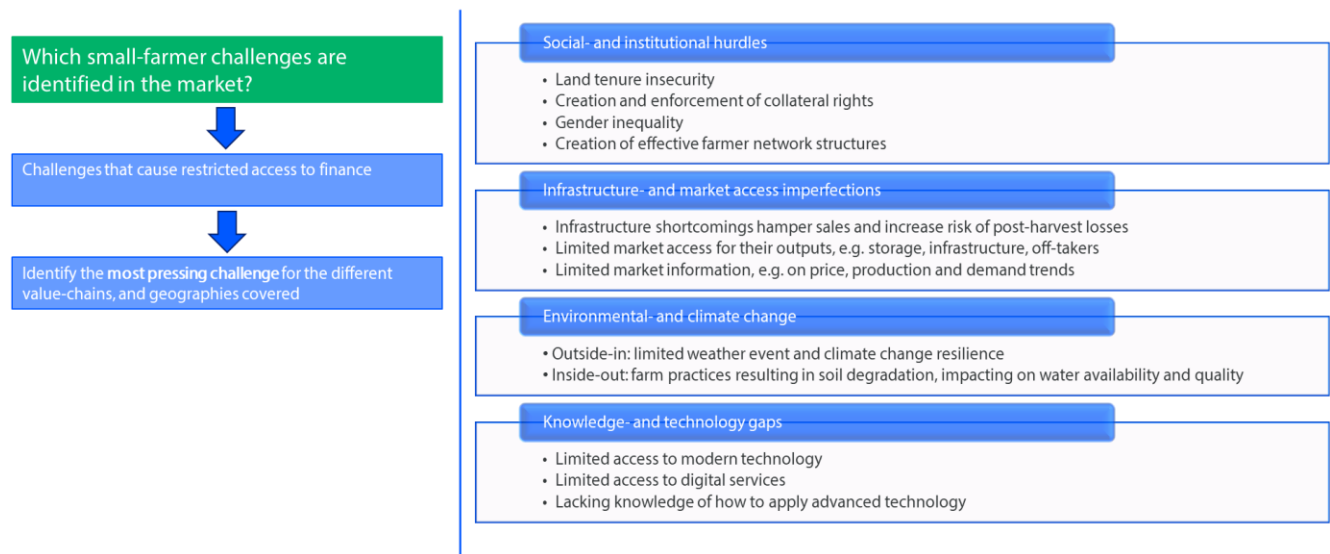 Which small-farmer challenges are
identified in the market?
Challenges that cause restricted access to finance
Identify the most pressing challenge for the different
value-chains, and geographies covered
Social- and institutional hurdles
• Land tenure insecurity
• Creation and enforcement of collateral rights
• Gender inequality
• Creation of effective farmer network structures
Infrastructure- and market access imperfections
• Infrastructure shortcomings hamper sales and increase risk of post-harvest losses
• Limited market access for their outputs, e.g. storage, infrastructure, off-takers
• Limited market information, e.g. on price, production and demand trends
Environmental- and climate change
• Outside-in: limited weather event and climate change resilience
• Inside-out: farm practices resulting in soil degradation, impacting on water availability and quality
Knowledge- and technology gaps
• Limited access to modern technology
• Limited access to digital services
• Lacking knowledge of how to apply advanced technology